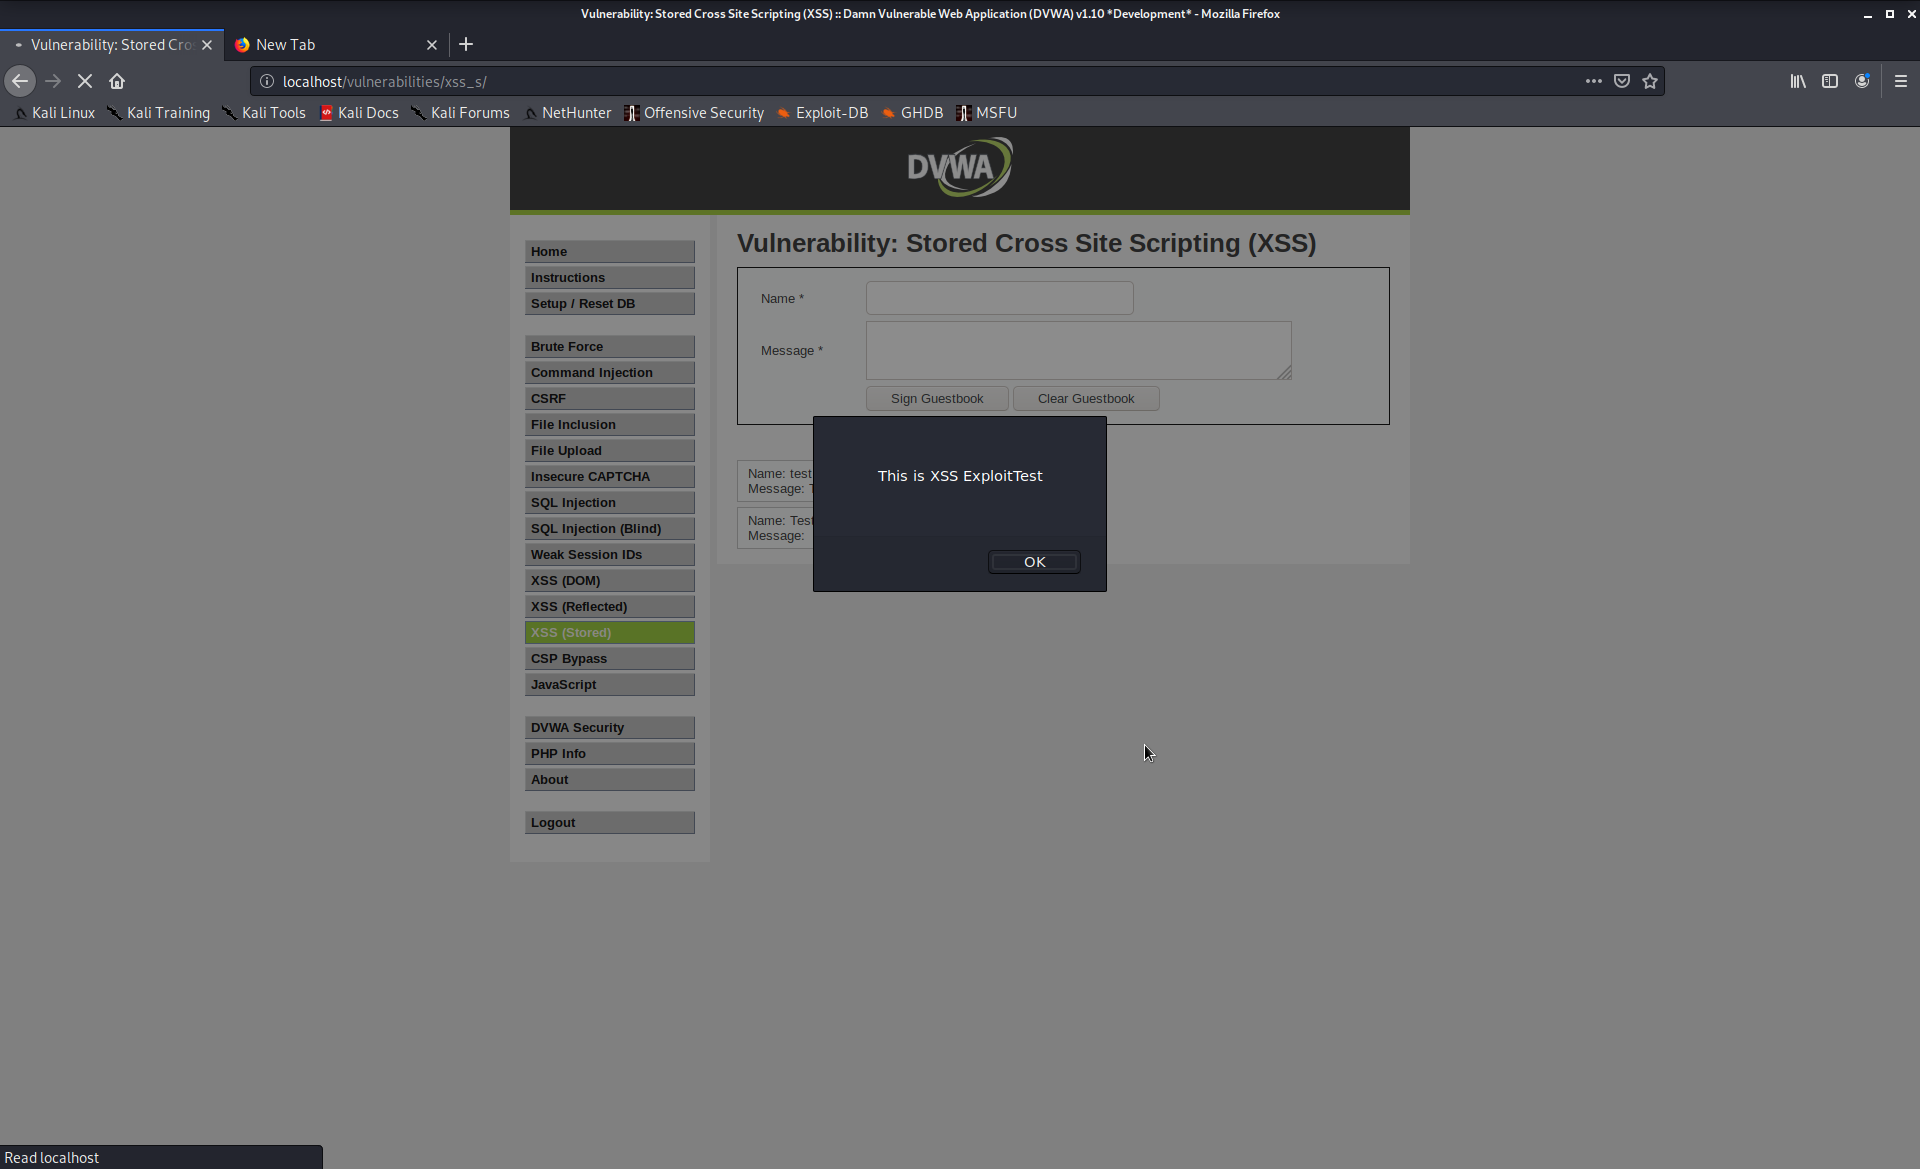 Vulnerability: Stored Cross Site Scripting (XSS) :: Damn Vulnerable Web Application (DVWA) v1.10 *Development* - Mozilla Firefox
Vulnerability: Stored Cro
New Tab
localhost/vulnerabilities/xss_s/
Kali Linux Kali Training Kali Tools Kali Docs Kali Forums NetHunter Offensive Security Exploit-DB GHDB MSFU
DVWA
Home
Instructions
Setup / Reset DB
Brute Force
Command Injection
CSRF
File Inclusion
File Upload
Insecure CAPTCHA
SQL Injection
SQL Injection (Blind)
Weak Session IDs
XSS (DOM)
XSS (Reflected)
XSS (Stored)
CSP Bypass
JavaScript
DVWA Security
PHP Info
About
Logout
Vulnerability: Stored Cross Site Scripting (XSS)
Name *
Message *
Sign Guestbook Clear Guestbook
Name: test
Message: T
Name: Test
Message:
This is XSS ExploitTest
OK
Read localhost